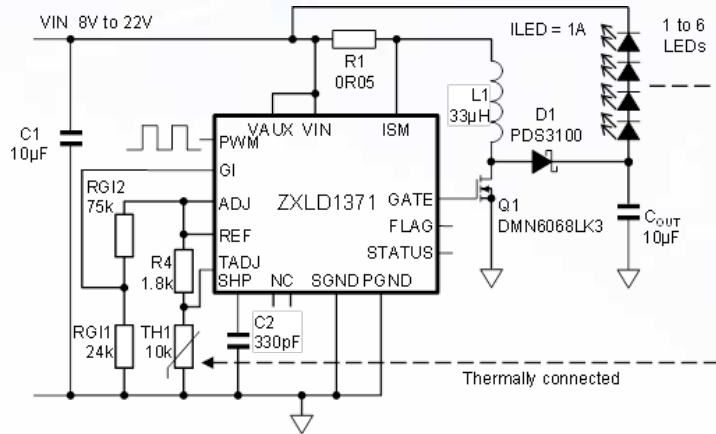 VIN 8V to 22V
ILED = 1A
1 to 6
LEDs
R1
0R05
L1
33µH
D1
PDS3100
C1
10µF
VAUX VIN
ISM
PWM
GI
RGI2
75k
ADJ
ZXLD1371
GATE
Q1
DMN6068LK3
REF
FLAG
COUT
10µF
R4
1.8k
TADJ
STATUS
SHP
NC
SGND
PGND
RGI1
24k
TH1
10k
C2
330pF
Thermally connected